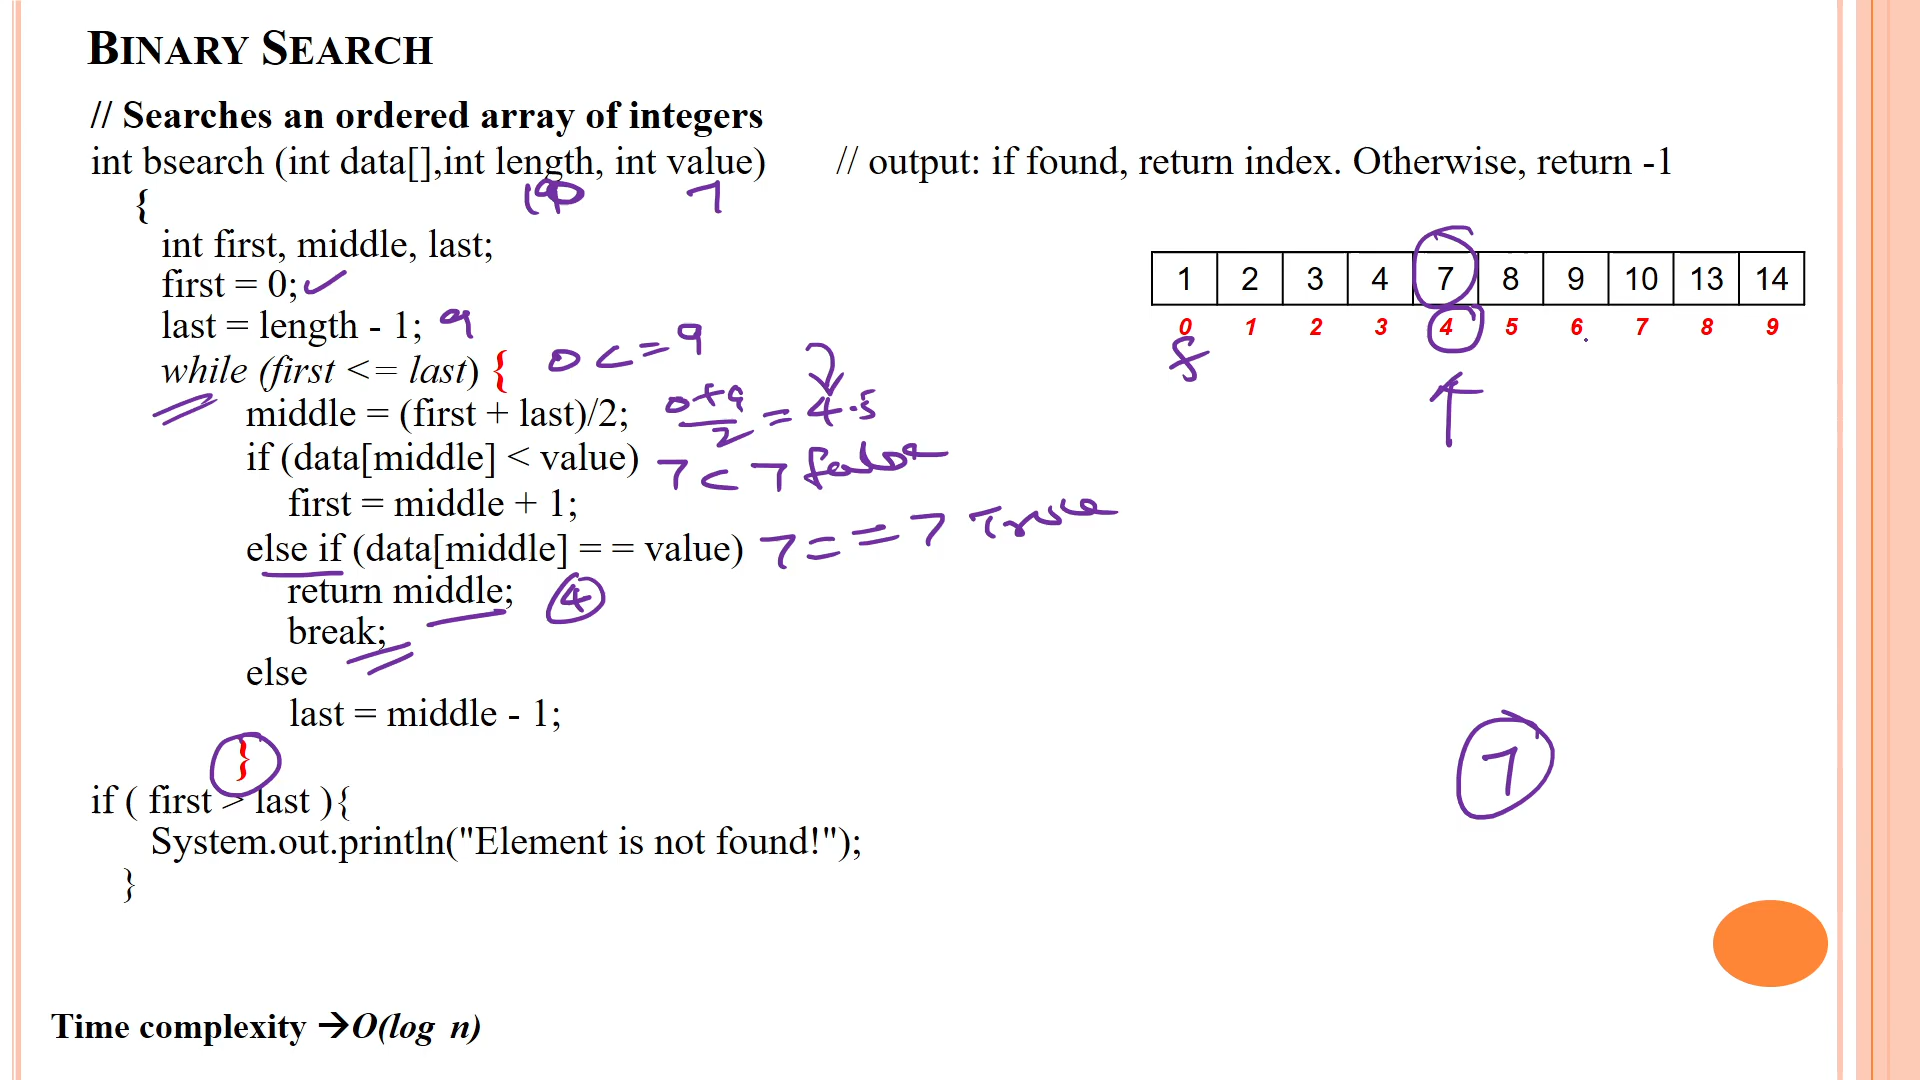 BINARY SEARCH
// Searches an ordered array of integers
int bsearch (int data[],int length, int value) // output: if found, return index. Otherwise, return -1
7
{
int first, middle, last;
first = 0;
1 2 3 4 7 8 9 10 13 14
last = length - 1; 9
0 1 2 3 4 5 6 7 8 9
while (first <= last) { 0 <= 9
f
middle = (first + last)/2; 0+9/2 = 4.5
if (data[middle] < value) 7 < 7 false
first = middle + 1;
else if (data[middle] = = value) 7 == 7 True
return middle; 4
break;
else
last = middle - 1;
}
7
if ( first > last ){
System.out.println("Element is not found!");
}
Time complexity →O(log n)